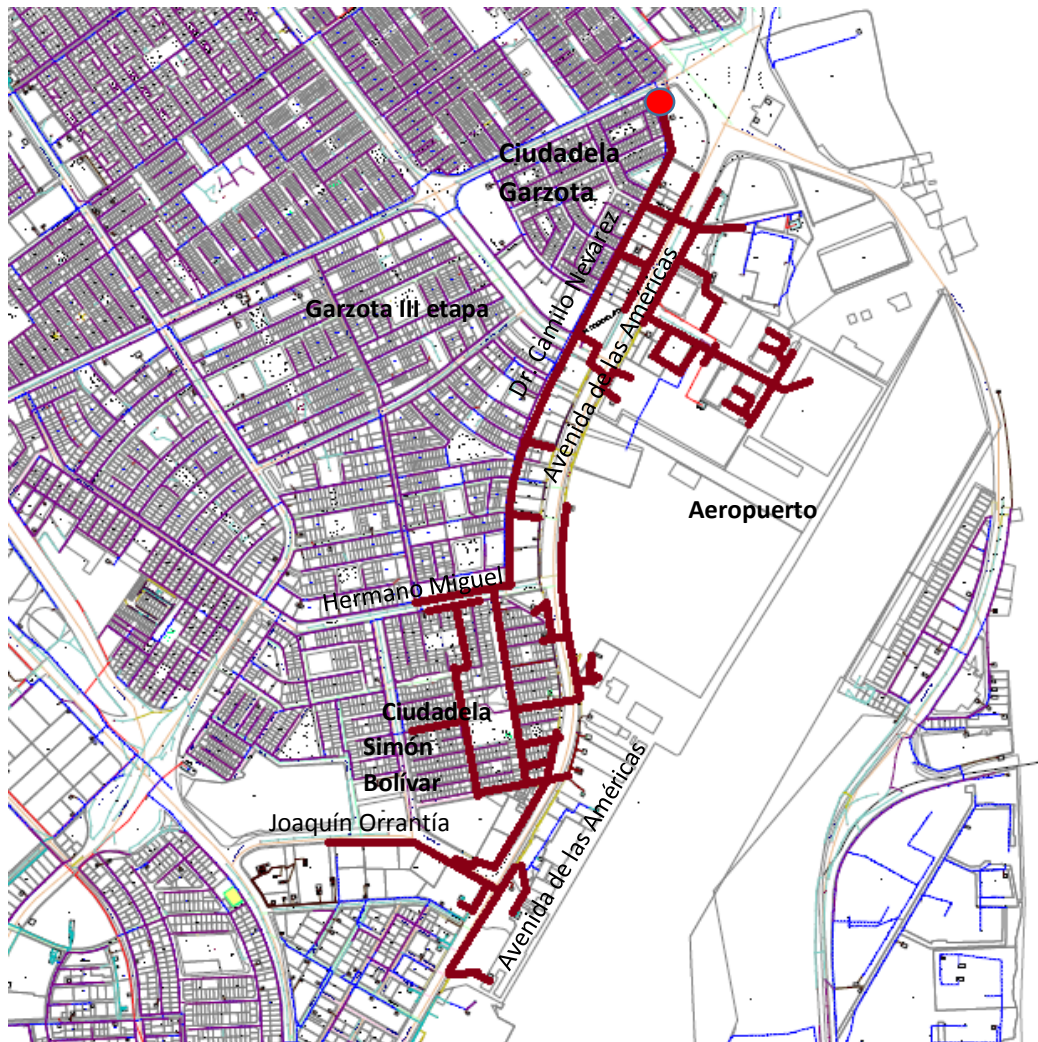 Ciudadela
Garzota
Dr. Camilo Nevarez
Garzota III etapa
Avenida de las Américas
Aeropuerto
Hermano Miguel
Ciudadela
Simón
Bolívar
Avenida de las Américas
Joaquín Orrantía